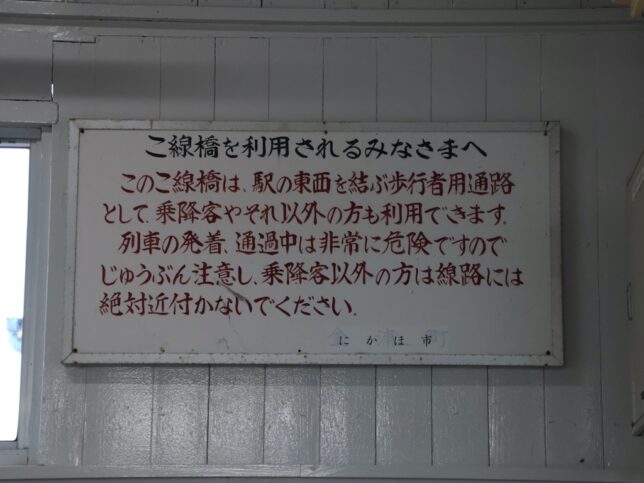 こ線橋を利用されるみなさまへ
このこ線橋は、駅の東西を結ぶ歩行者用通路
として、乗降客やそれ以外の方も利用できます。
列車の発着、通過中は非常に危険ですので
じゅうぶん注意し、乗降客以外の方は線路には
絶対近付かないでください。
にかほ市